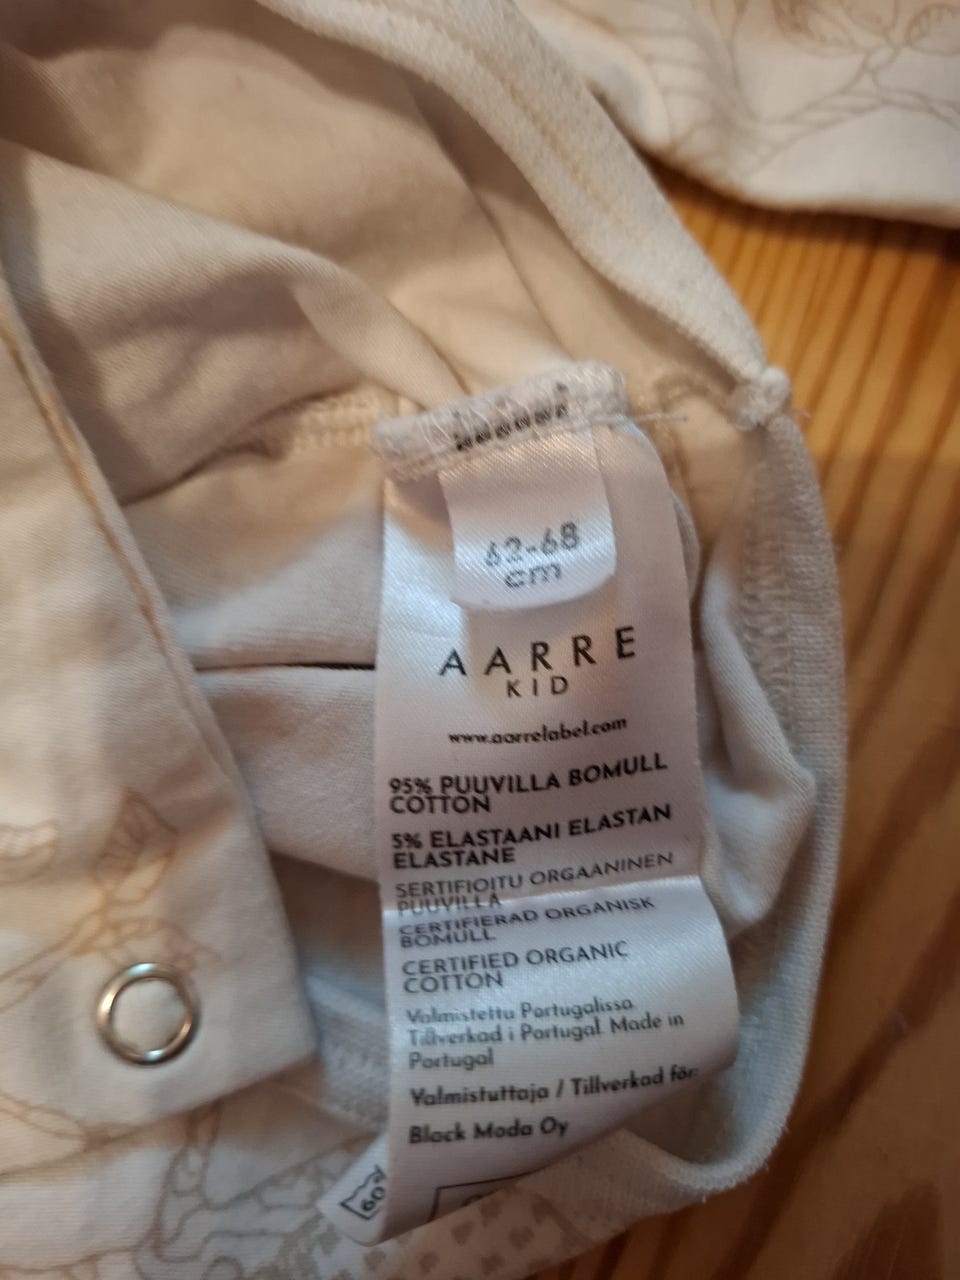 62-68
cm
AARRE
KID
www.aarrelabel.com
95% PUUVILLA BOMULL
COTTON
5% ELASTAANI ELASTAN
ELASTANE
SERTIFIOITU ORGAANINEN
PUUVILLA
CERTIFIERAD ORGANISK
BOMULL
CERTIFIED ORGANIC
COTTON
Valmistettu Portugalissa
Tillverkad i Portugal. Made in
Portugal
Valmistuttaja / Tillverkad för:
Black Moda Oy
60°